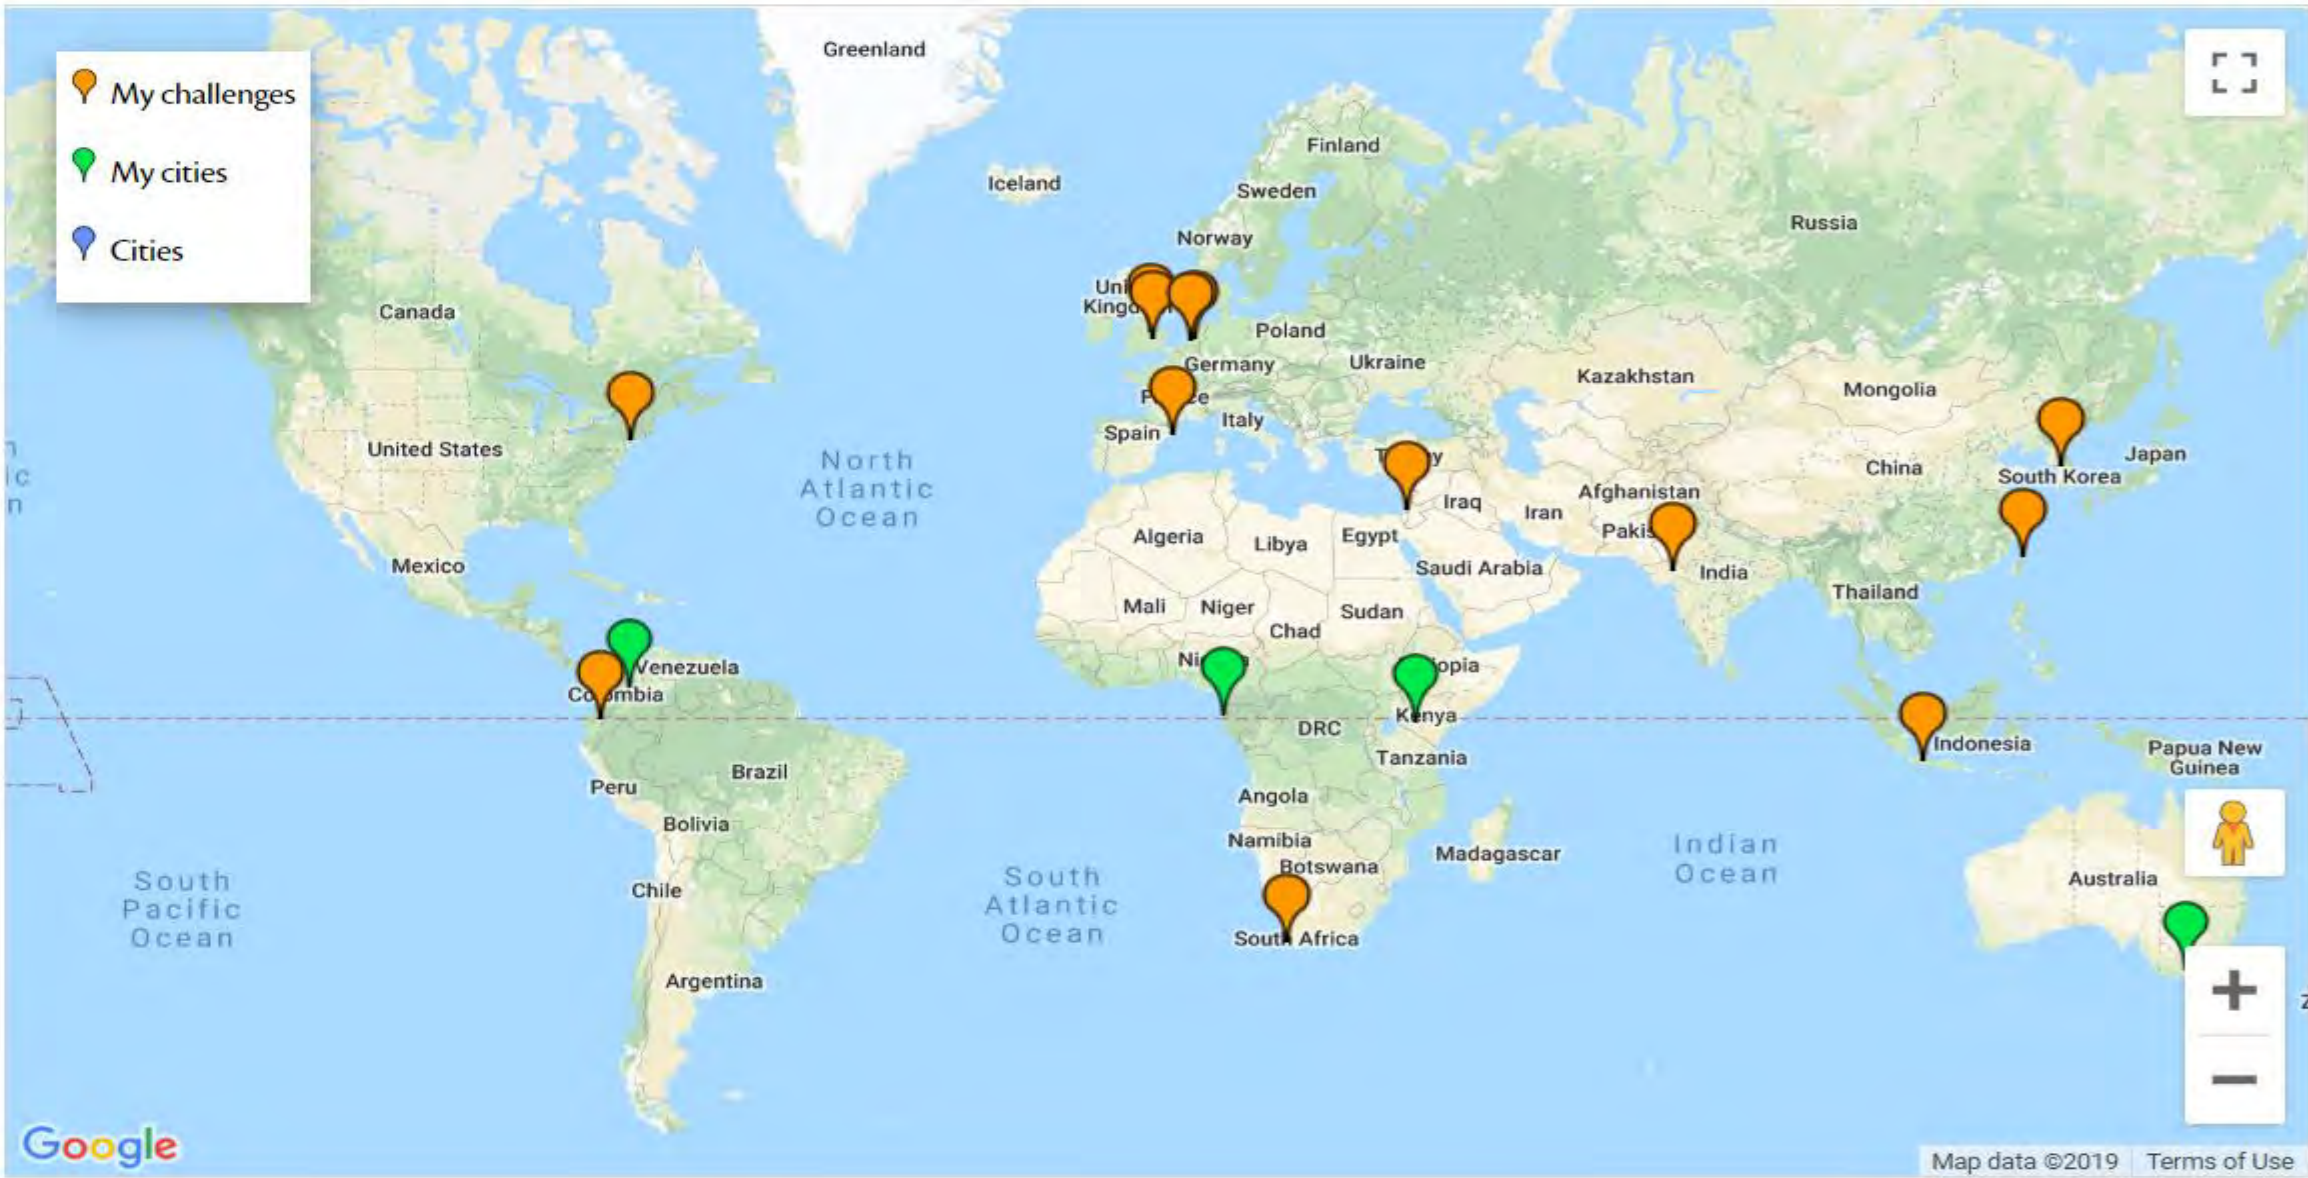 My challenges
My cities
Cities
Greenland
Iceland
Finland
Sweden
Norway
Russia
Canada
Poland
Germany
Ukraine
Kazakhstan
Mongolia
Italy
Spain
United States
North
Atlantic
Ocean
China
Japan
South Korea
Afghanistan
Iraq
Iran
Algeria
Libya
Egypt
Saudi Arabia
India
Thailand
Mexico
Mali
Niger
Chad
Sudan
Venezuela
Kenya
DRC
Tanzania
Indonesia
Papua New
Guinea
Peru
Brazil
Bolivia
Angola
Namibia
Botswana
Madagascar
Indian
Ocean
Australia
Chile
South
Pacific
Ocean
South
Atlantic
Ocean
South Africa
Argentina
Google
Map data ©2019
Terms of Use